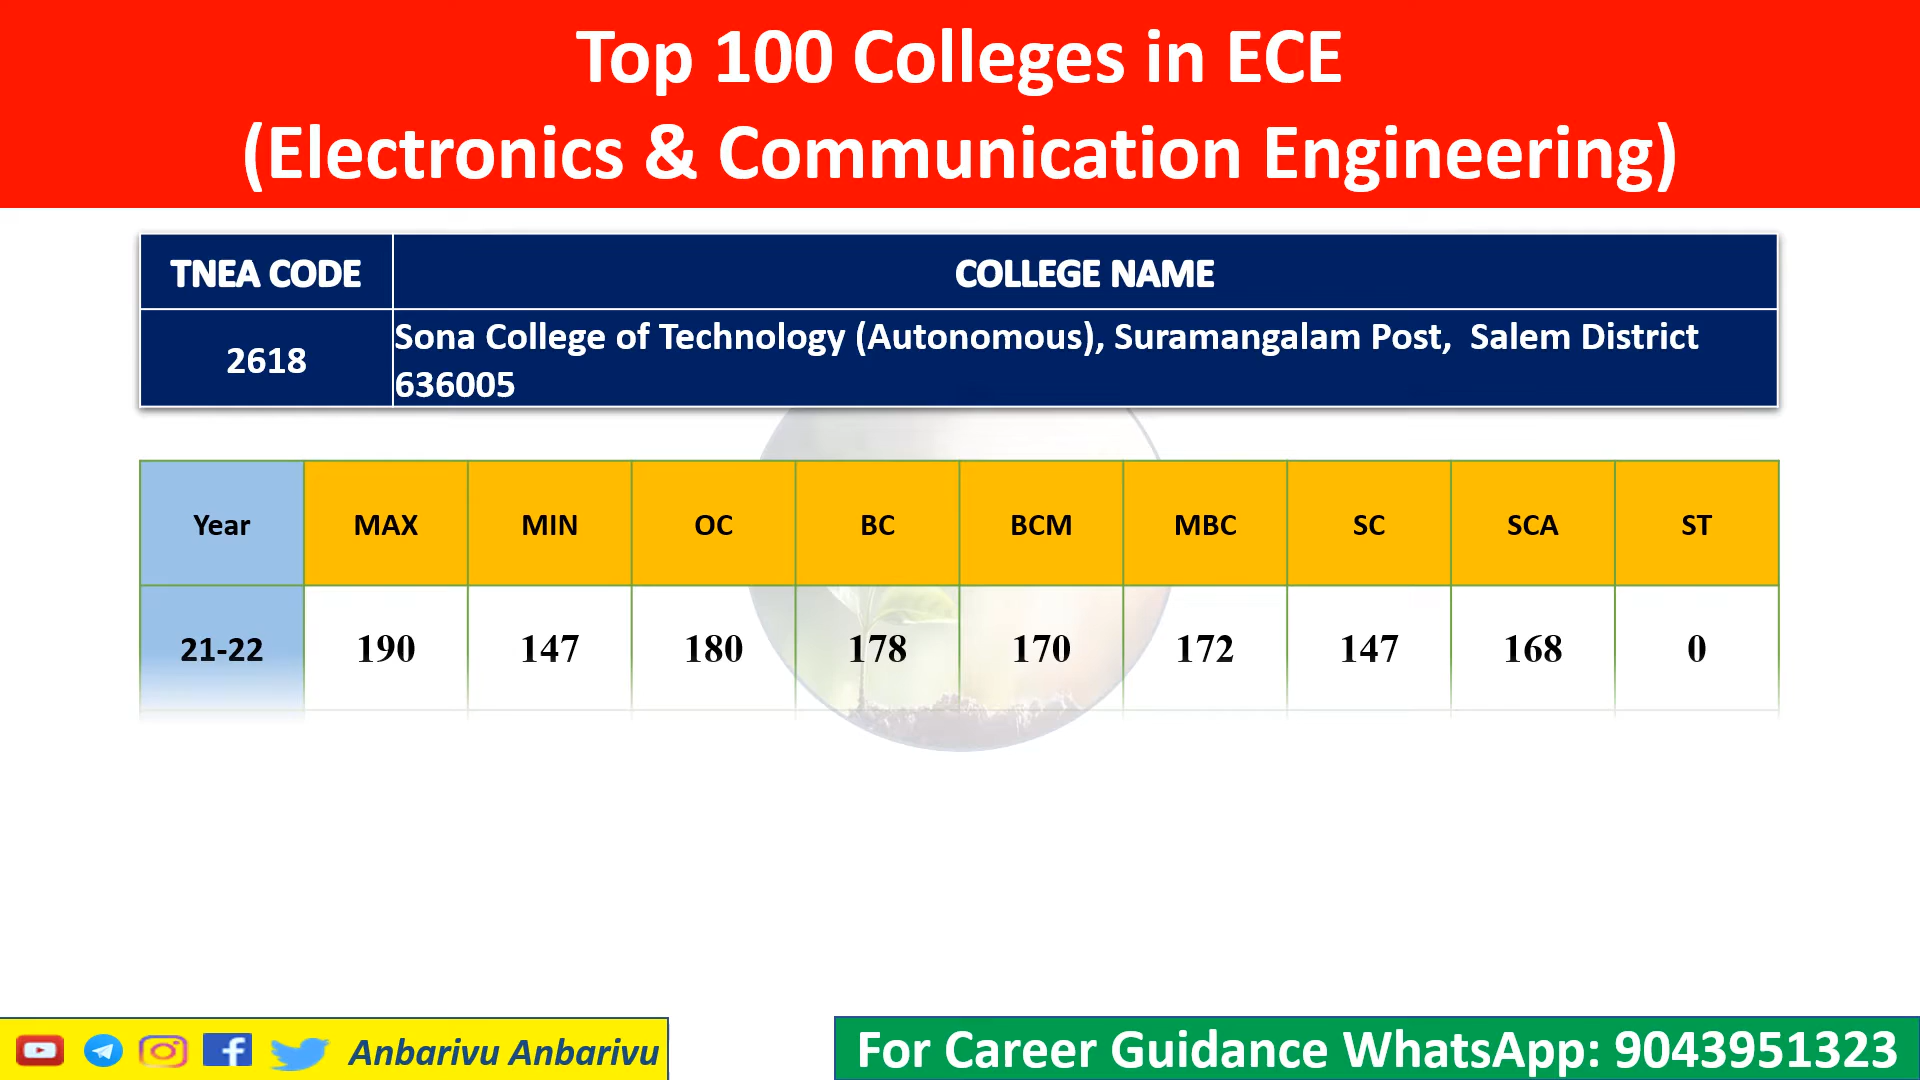 Top 100 Colleges in ECE
(Electronics & Communication Engineering)
TNEA CODE COLLEGE NAME
2618 Sona College of Technology (Autonomous), Suramangalam Post,  Salem District
636005
Year MAX MIN OC BC BCM MBC SC SCA ST
21-22 190 147 180 178 170 172 147 168 0
Anbarivu Anbarivu
For Career Guidance WhatsApp: 9043951323